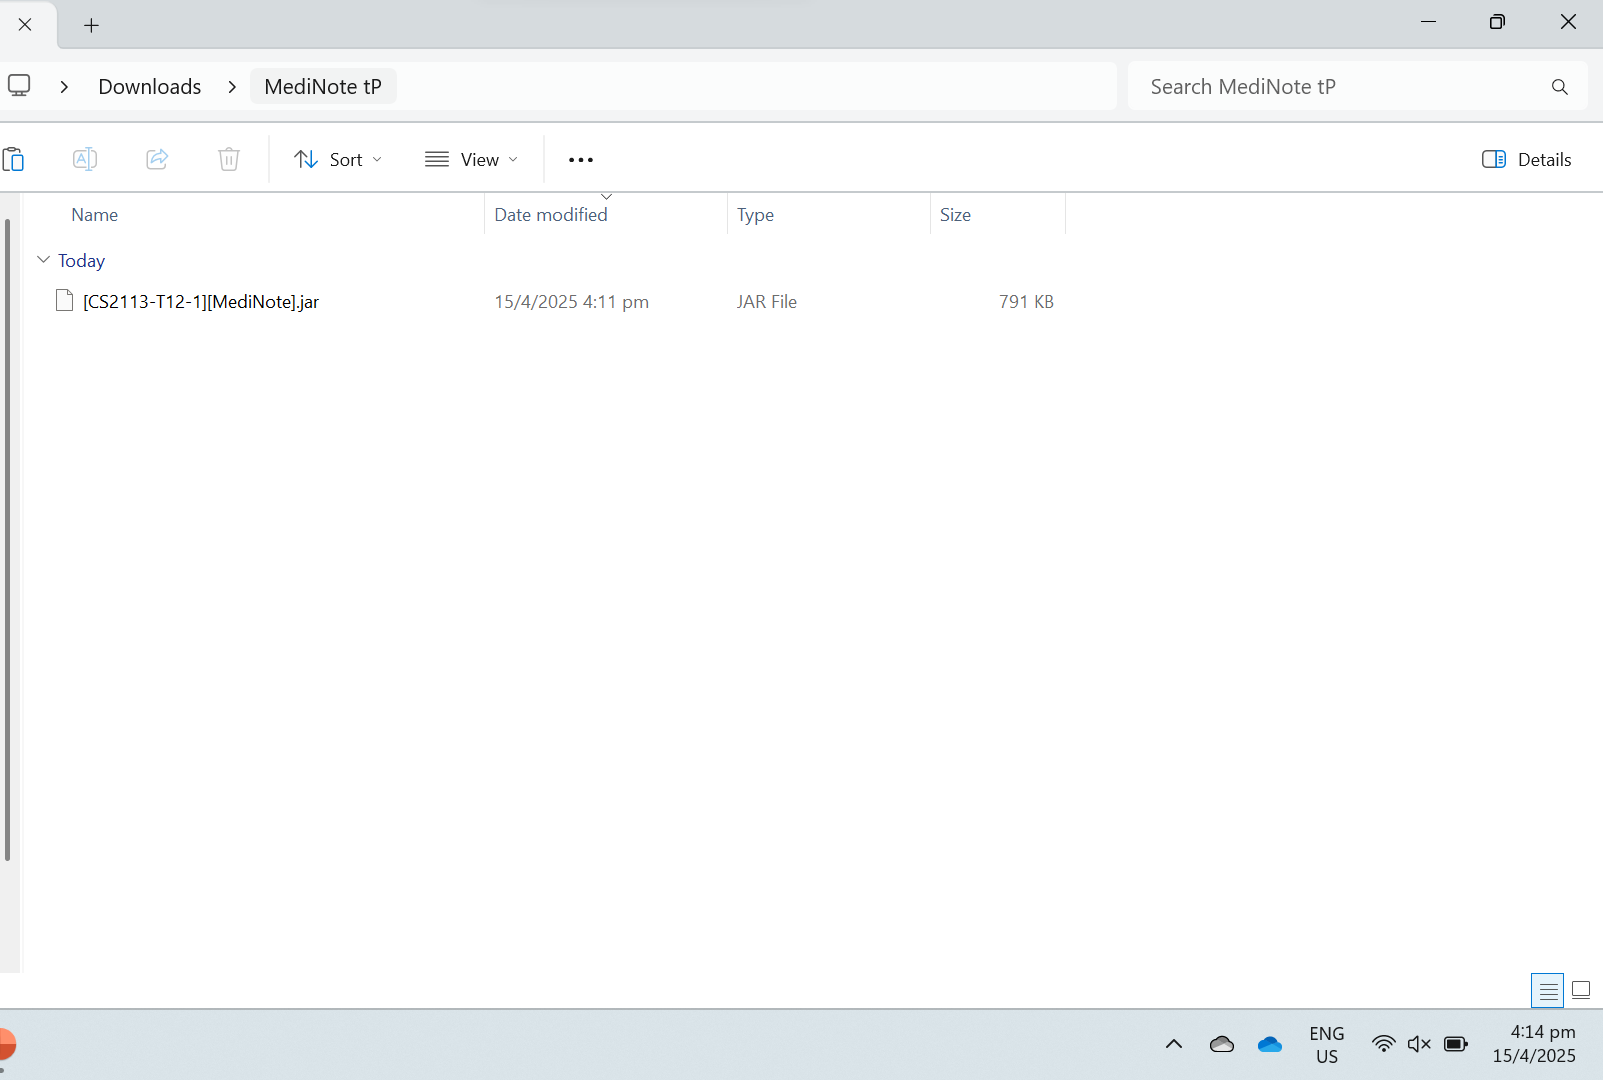 Downloads MediNote tP Search MediNote tP
Sort View Details
Name Date modified Type Size
Today
[CS2113-T12-1][MediNote].jar 15/4/2025 4:11 pm JAR File 791 KB
ENG 4:14 pm
US 15/4/2025